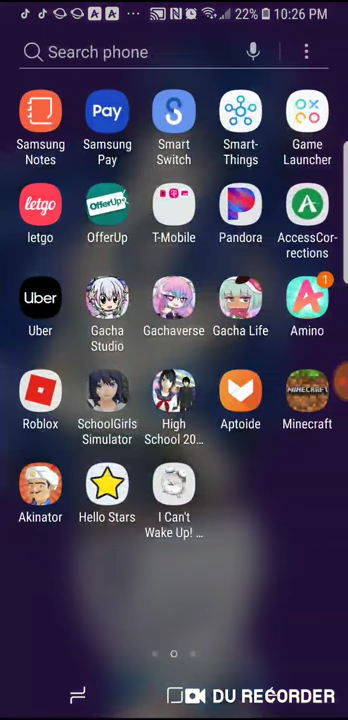 22% 10:26 PM
Search phone
Pay
Samsung Notes
Samsung Pay
Smart Switch
Smart-Things
Game Launcher
letgo
OfferUp
letgo
OfferUp
T-Mobile
Pandora
AccessCor-rections
Uber
1
Uber
Gacha Studio
Gachaverse
Gacha Life
Amino
MINECRAFT
Roblox
SchoolGirls Simulator
High School 20...
Aptoide
Minecraft
Akinator
Hello Stars
I Can't Wake Up! ...
DU RECORDER